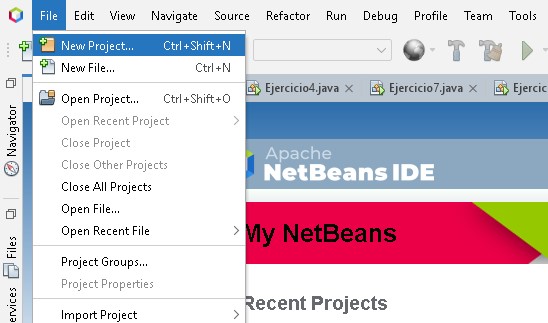 File Edit View Navigate Source Refactor Run Debug Profile Team Tools
New Project... Ctrl+Shift+N
New File... Ctrl+N
Open Project... Ctrl+Shift+O
Open Recent Project
Close Project
Close Other Projects
Close All Projects
Open File...
Open Recent File
Project Groups...
Project Properties
Import Project
Navigator
Files
ervices
Ejercicio4.java
Ejercicio7.java
Ejercic
Apache
NetBeans IDE
My NetBeans
Recent Projects